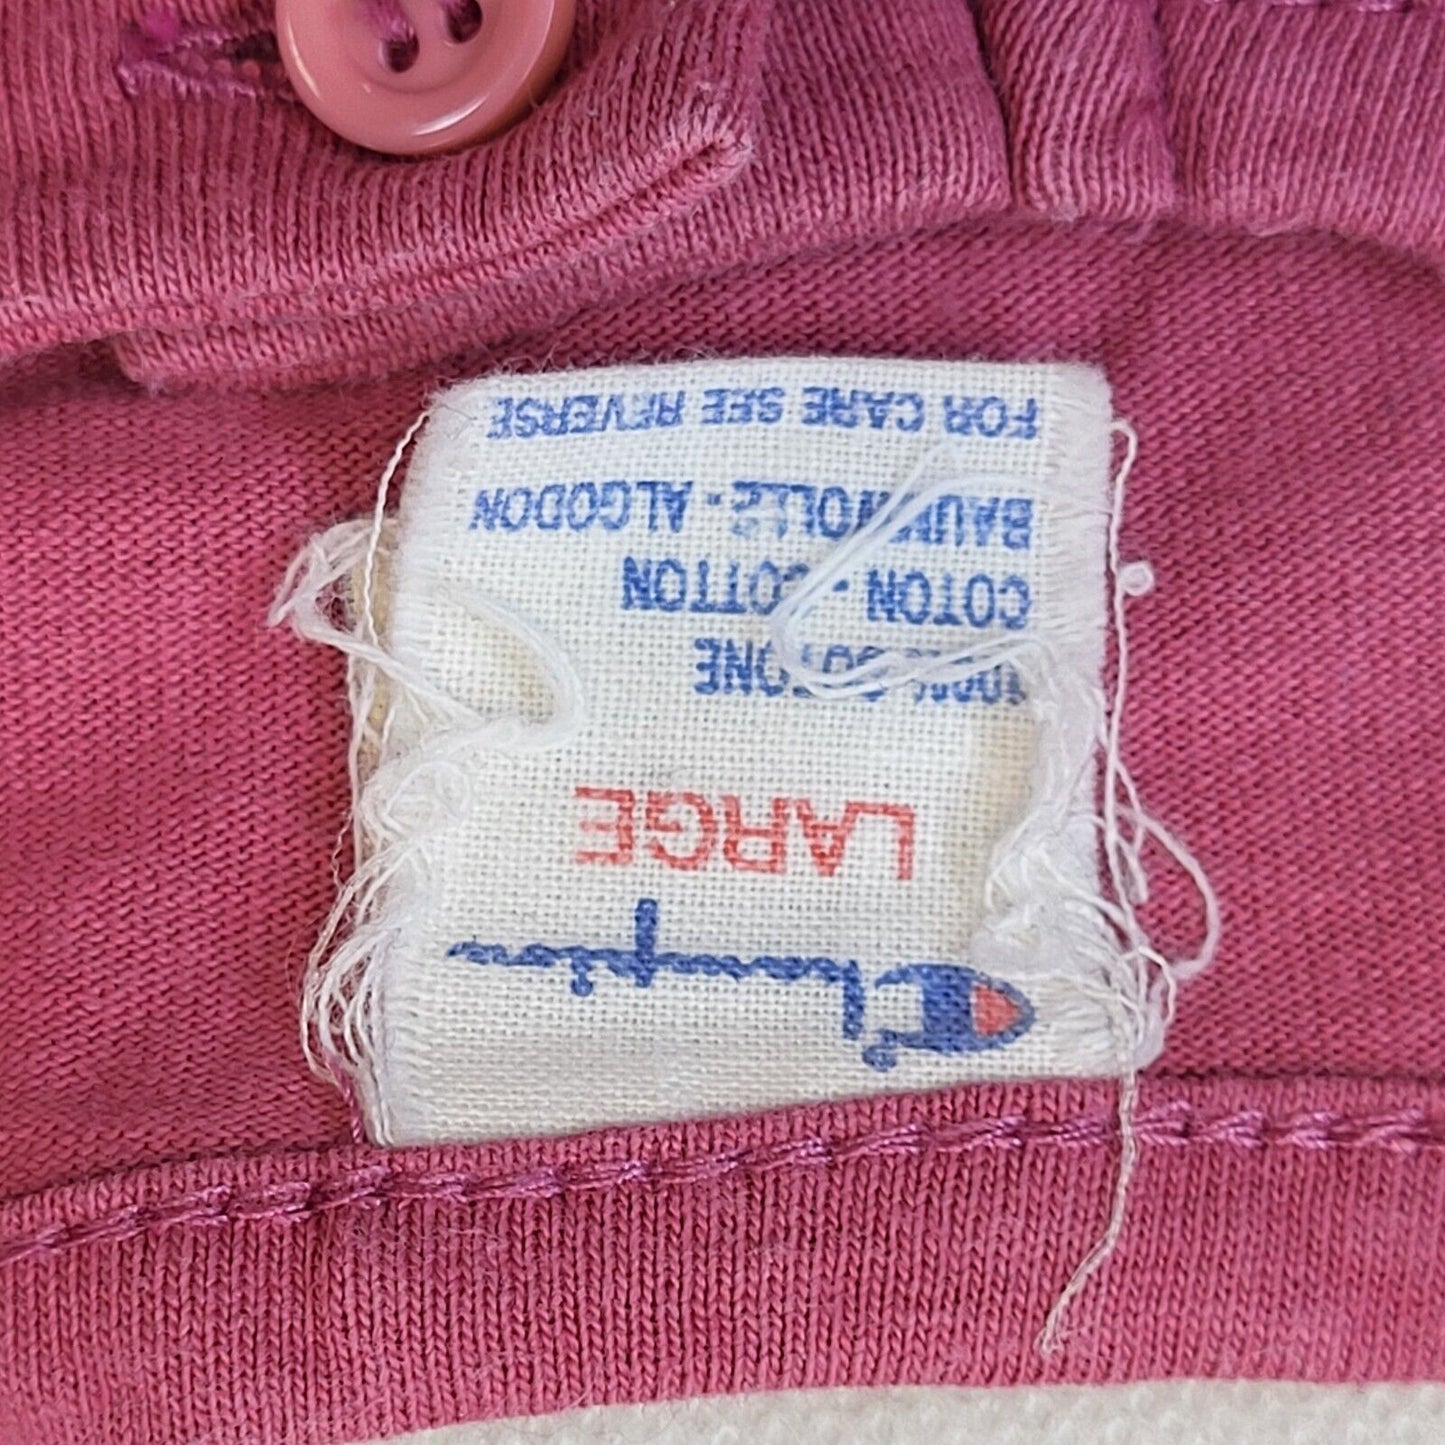 Champion
LARGE
100% COTONE
COTON - COTTON
BAUMWOLLE - ALGODON
FOR CARE SEE REVERSE